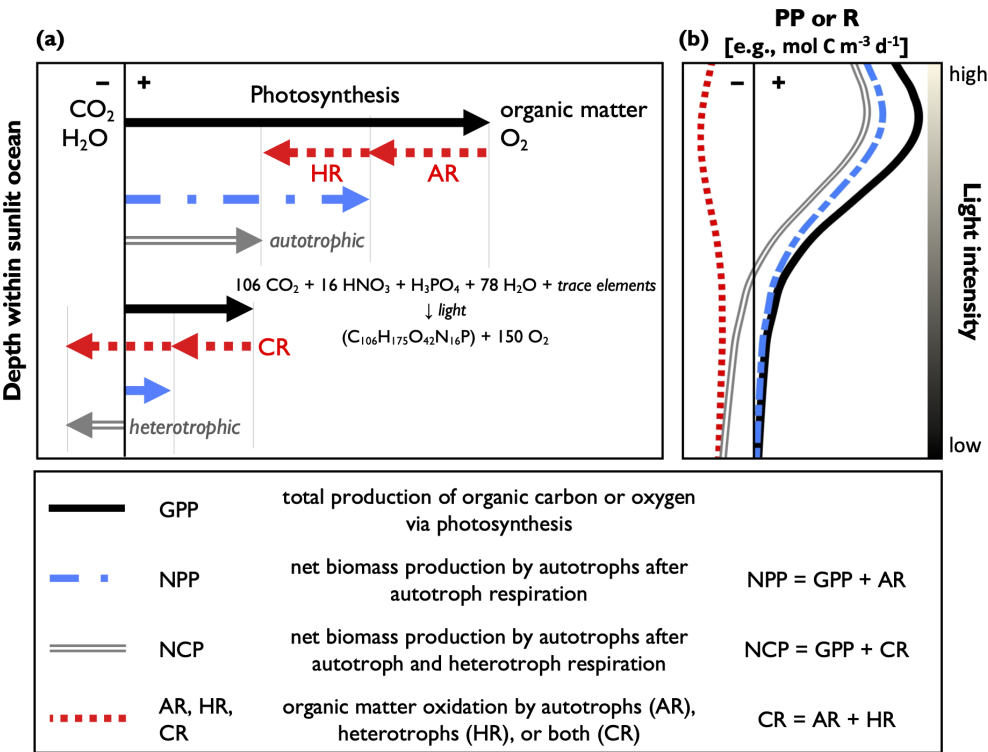 (a)
Depth within sunlit ocean
− +
CO₂
H₂O
Photosynthesis
organic matter
O₂
HR
AR
autotrophic
106 CO₂ + 16 HNO₃ + H₃PO₄ + 78 H₂O + trace elements
↓ light
(C₁₀₆H₁₇₅O₄₂N₁₆P) + 150 O₂
CR
heterotrophic
(b)
PP or R
[e.g., mol C m⁻³ d⁻¹]
− +
high
Light intensity
low
GPP
total production of organic carbon or oxygen
via photosynthesis
NPP
net biomass production by autotrophs after
autotroph respiration
NPP = GPP + AR
NCP
net biomass production by autotrophs after
autotroph and heterotroph respiration
NCP = GPP + CR
AR, HR,
CR
organic matter oxidation by autotrophs (AR),
heterotrophs (HR), or both (CR)
CR = AR + HR